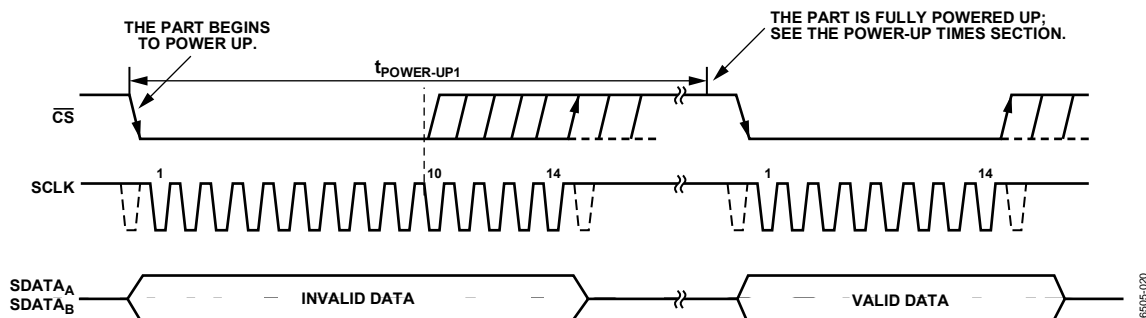 THE PART BEGINS
TO POWER UP.
THE PART IS FULLY POWERED UP;
SEE THE POWER-UP TIMES SECTION.
tPOWER-UP1
CS
SCLK
1
10
14
1
14
SDATAA
SDATAB
INVALID DATA
VALID DATA
06505-020